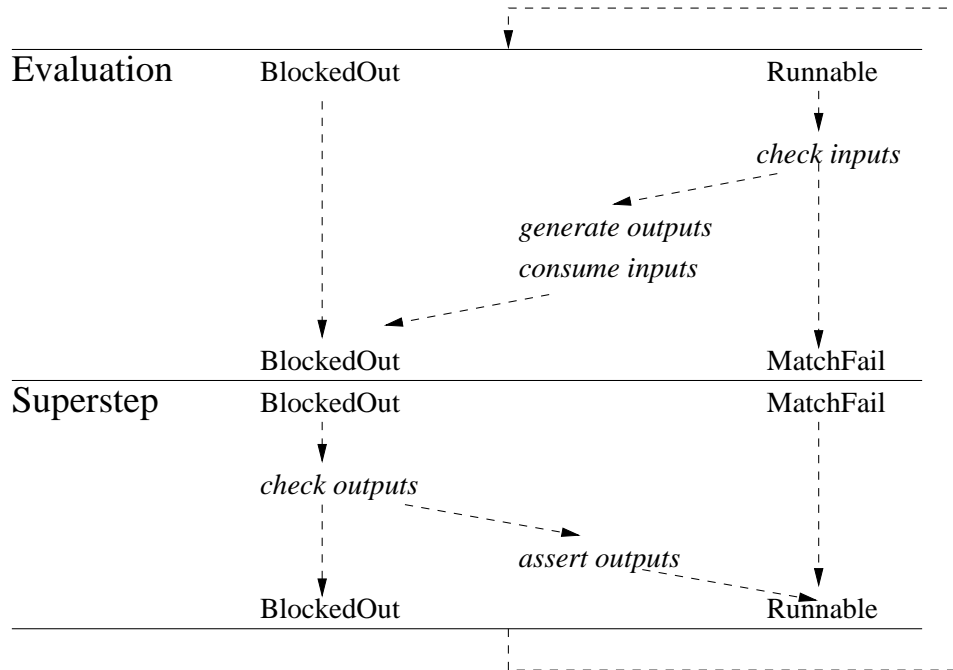 Evaluation BlockedOut Runnable
check inputs
generate outputs
consume inputs
BlockedOut MatchFail
Superstep BlockedOut MatchFail
check outputs
assert outputs
BlockedOut Runnable